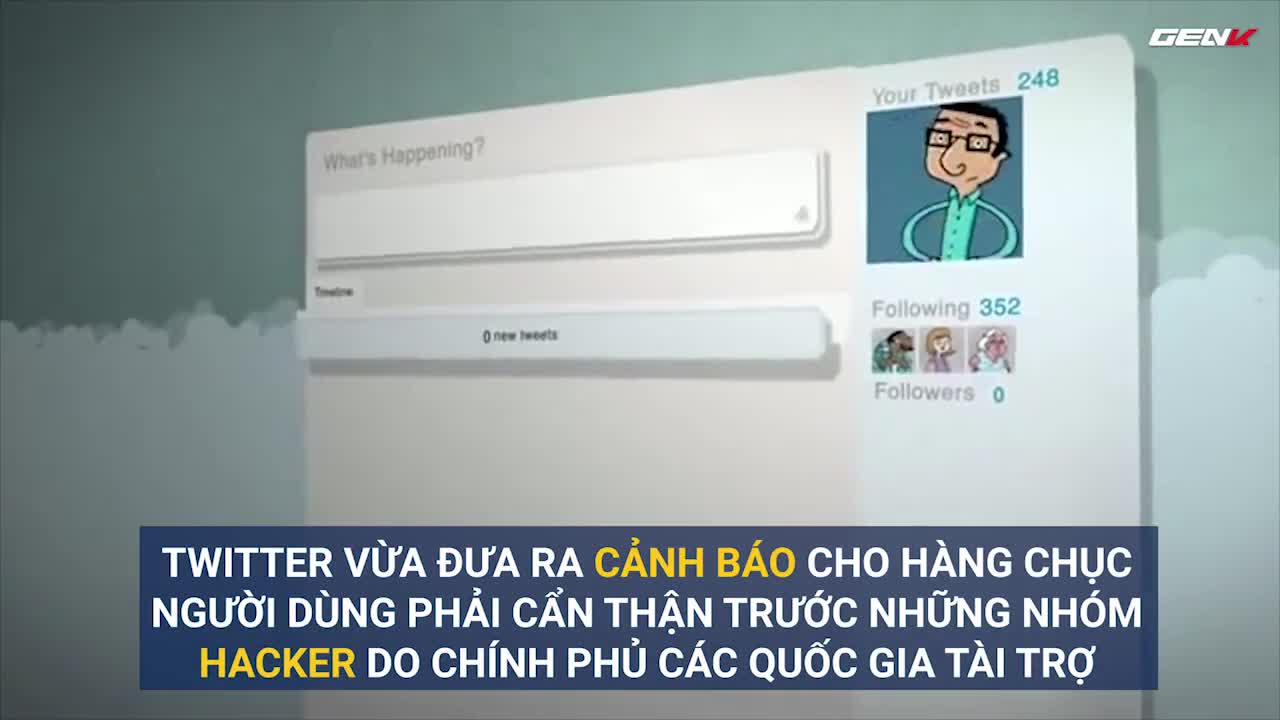 GENK
Your Tweets 248
What's Happening?
Timeline
0 new tweets
Following 352
Followers 0
TWITTER VỪA ĐƯA RA CẢNH BÁO CHO HÀNG CHỤC
NGƯỜI DÙNG PHẢI CẨN THẬN TRƯỚC NHỮNG NHÓM
HACKER DO CHÍNH PHỦ CÁC QUỐC GIA TÀI TRỢ